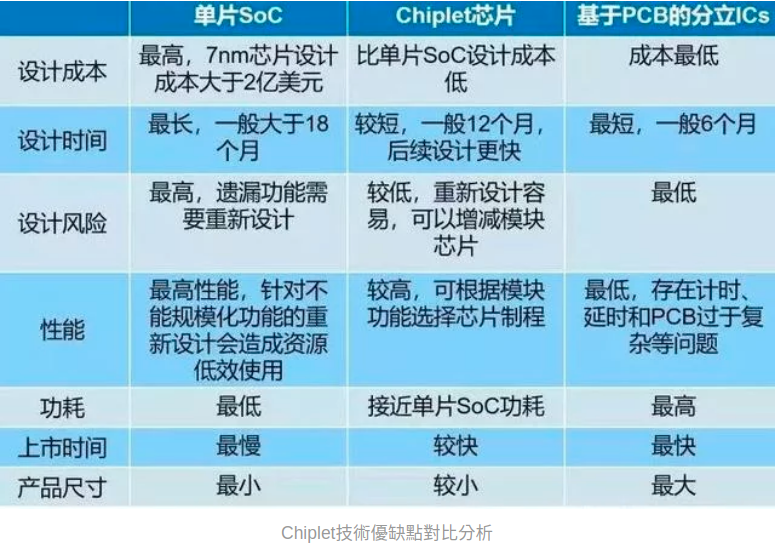 单片SoC Chiplet芯片 基于PCB的分立ICs
设计成本
最高，7nm芯片设计
成本大于2亿美元
比单片SoC设计成本
低
成本最低
设计时间
最长，一般大于18
个月
较短，一般12个月，
后续设计更快
最短，一般6个月
设计风险
最高，遗漏功能需
要重新设计
较低，重新设计容
易，可以增减模块
芯片
最低
性能
最高性能，针对不
能规模化功能的重
新设计会造成资源
低效使用
较高，可根据模块
功能选择芯片制程
最低，存在计时、
延时和PCB过于复
杂等问题
功耗 最低 接近单片SoC功耗 最高
上市时间 最慢 较快 最快
产品尺寸 最小 较小 最大
Chiplet技術優缺點對比分析